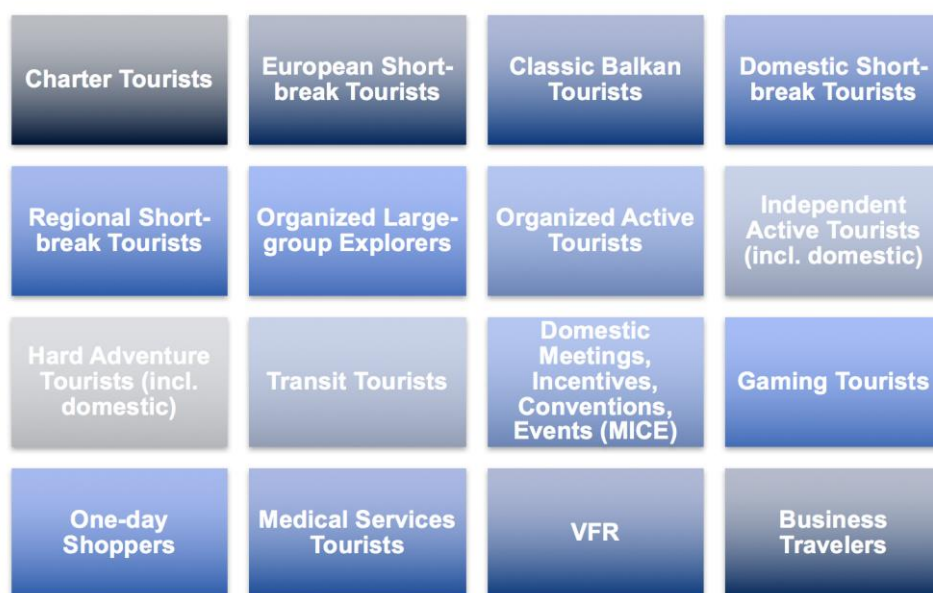 Charter Tourists
European Short-
break Tourists
Classic Balkan
Tourists
Domestic Short-
break Tourists
Regional Short-
break Tourists
Organized Large-
group Explorers
Organized Active
Tourists
Independent
Active Tourists
(incl. domestic)
Hard Adventure
Tourists (incl.
domestic)
Transit Tourists
Domestic
Meetings,
Incentives,
Conventions,
Events (MICE)
Gaming Tourists
One-day
Shoppers
Medical Services
Tourists
VFR
Business
Travelers